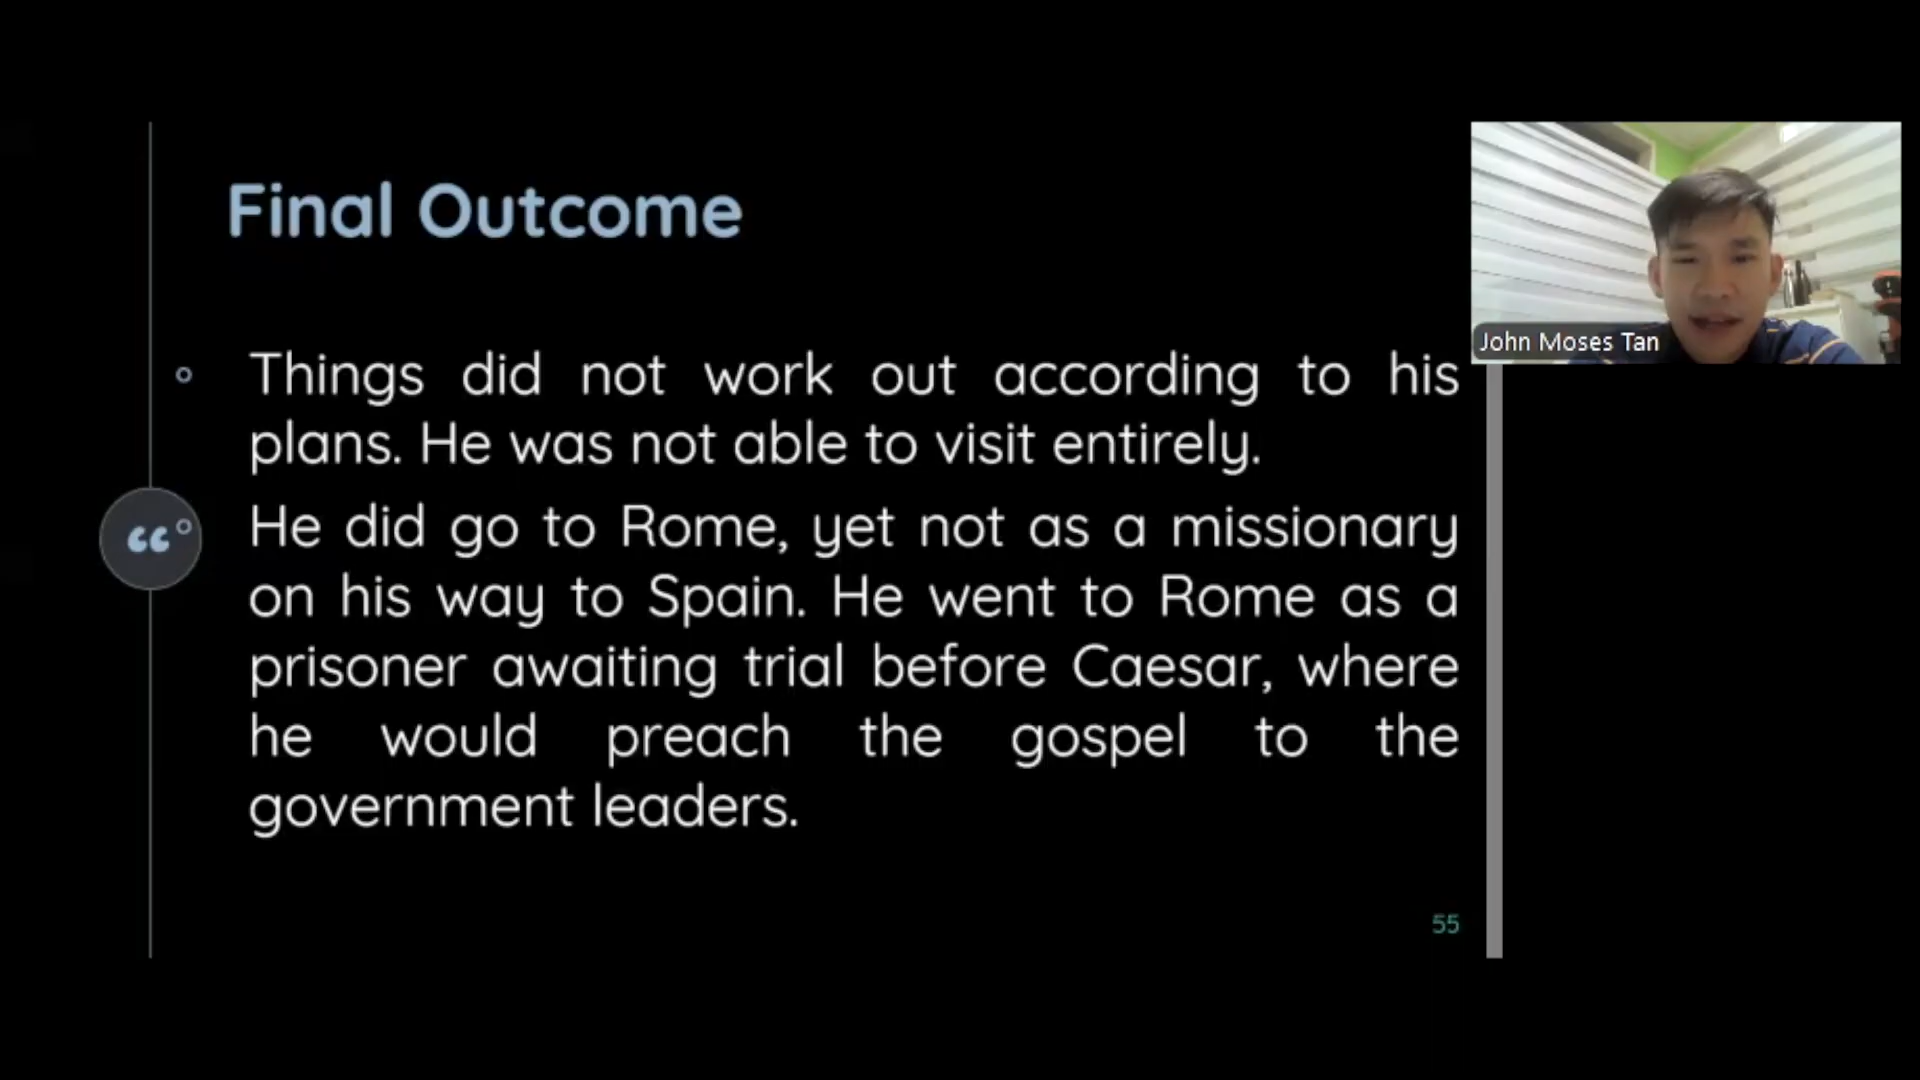 Final Outcome
Things did not work out according to his
plans. He was not able to visit entirely.
He did go to Rome, yet not as a missionary
on his way to Spain. He went to Rome as a
prisoner awaiting trial before Caesar, where
he would preach the gospel to the
government leaders.
55
John Moses Tan